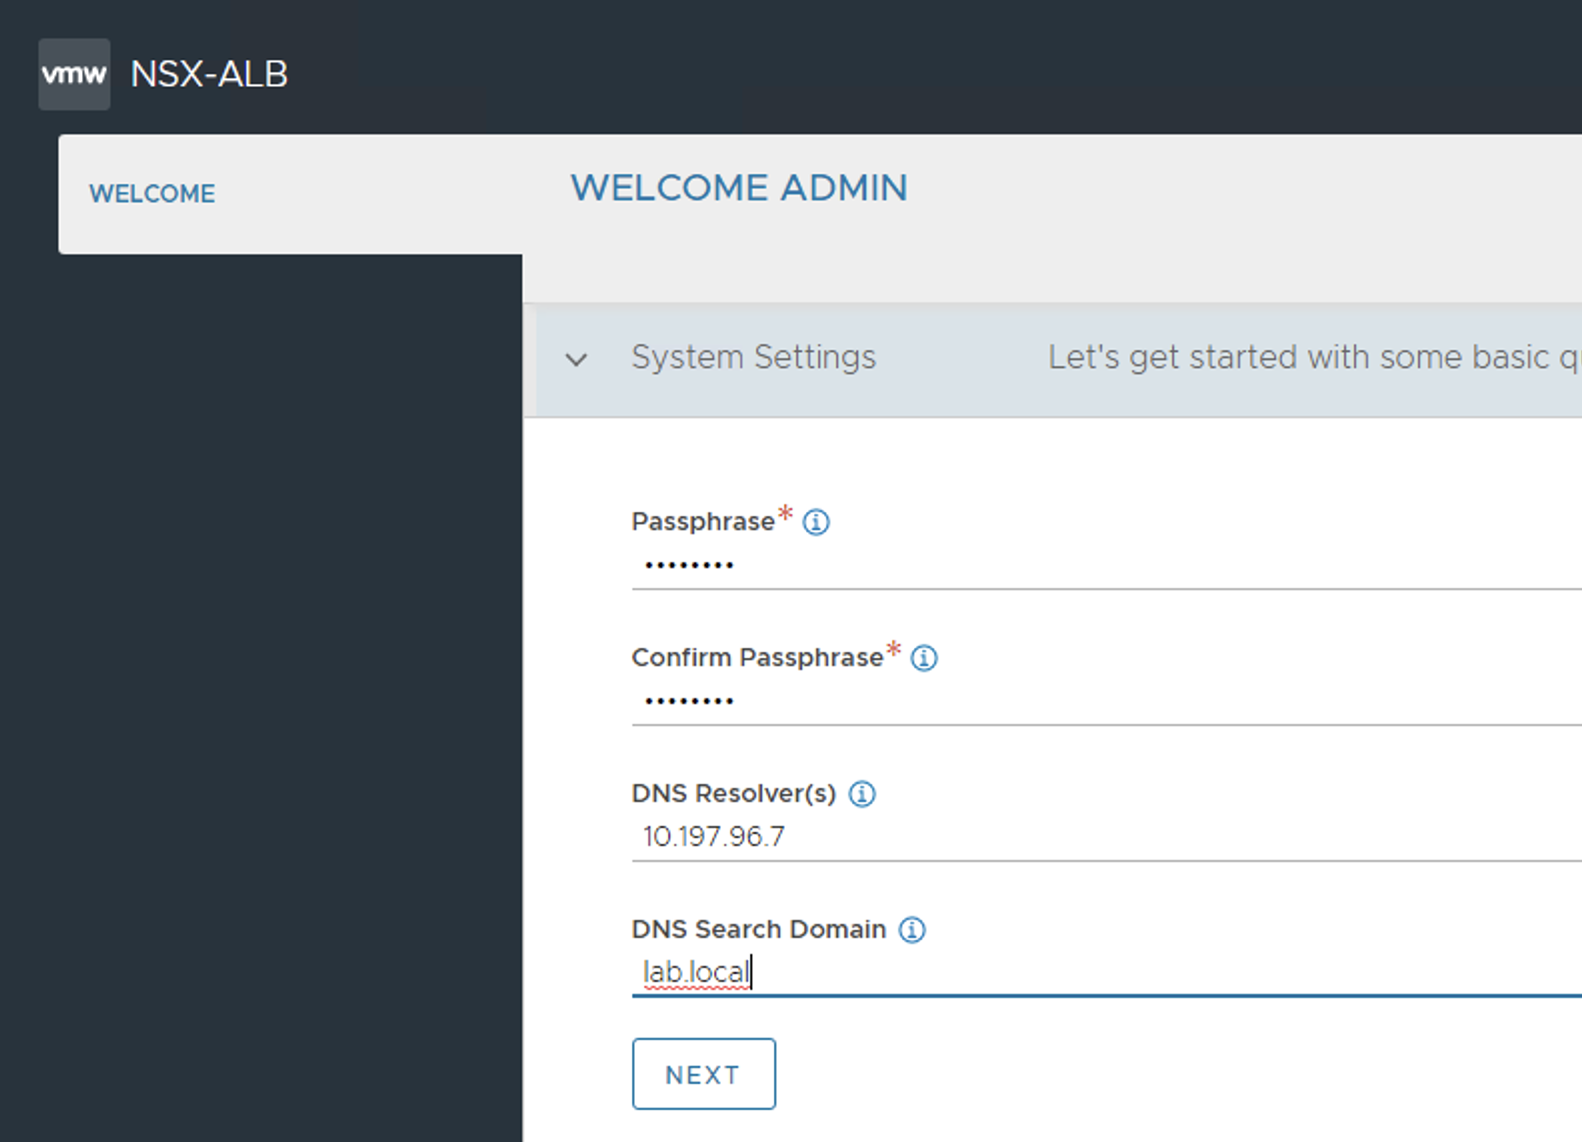 vmw NSX-ALB
WELCOME
WELCOME ADMIN
System Settings
Let's get started with some basic
Passphrase*
••••••••
Confirm Passphrase*
••••••••
DNS Resolver(s)
10.197.96.7
DNS Search Domain
lab.local
NEXT